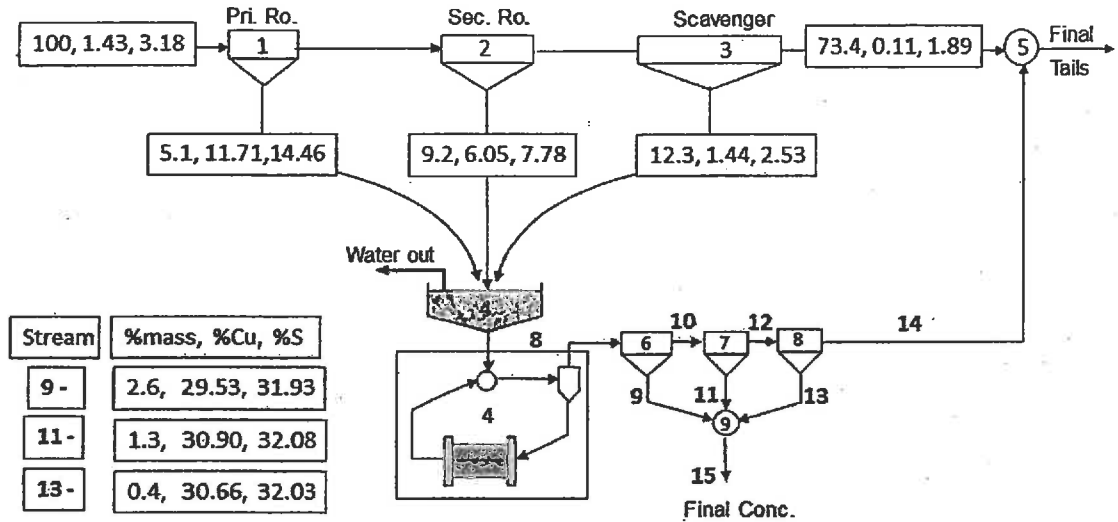 Pri. Ro.
Sec. Ro.
Scavenger
100, 1.43, 3.18
1
2
3
73.4, 0.11, 1.89
5
Final
Tails
5.1, 11.71,14.46
9.2, 6.05, 7.78
12.3, 1.44, 2.53
Water out
4
Stream
%mass, %Cu, %S
9 -
2.6, 29.53, 31.93
11 -
1.3, 30.90, 32.08
13 -
0.4, 30.66, 32.03
8
4
6
10
7
12
8
14
9
11
13
9
15
Final Conc.